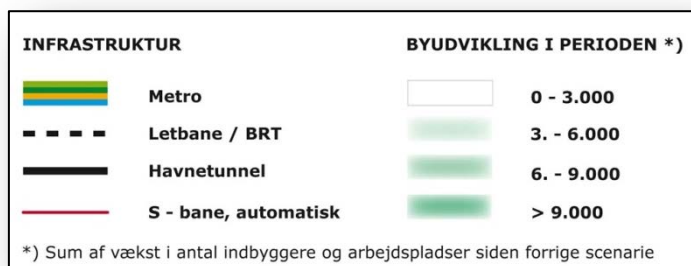 INFRASTRUKTUR
Metro
Letbane / BRT
Havnetunnel
S - bane, automatisk
BYUDVIKLING I PERIODEN *)
0 - 3.000
3. - 6.000
6. - 9.000
> 9.000
*) Sum af vækst i antal indbyggere og arbejdspladser siden forrige scenarie